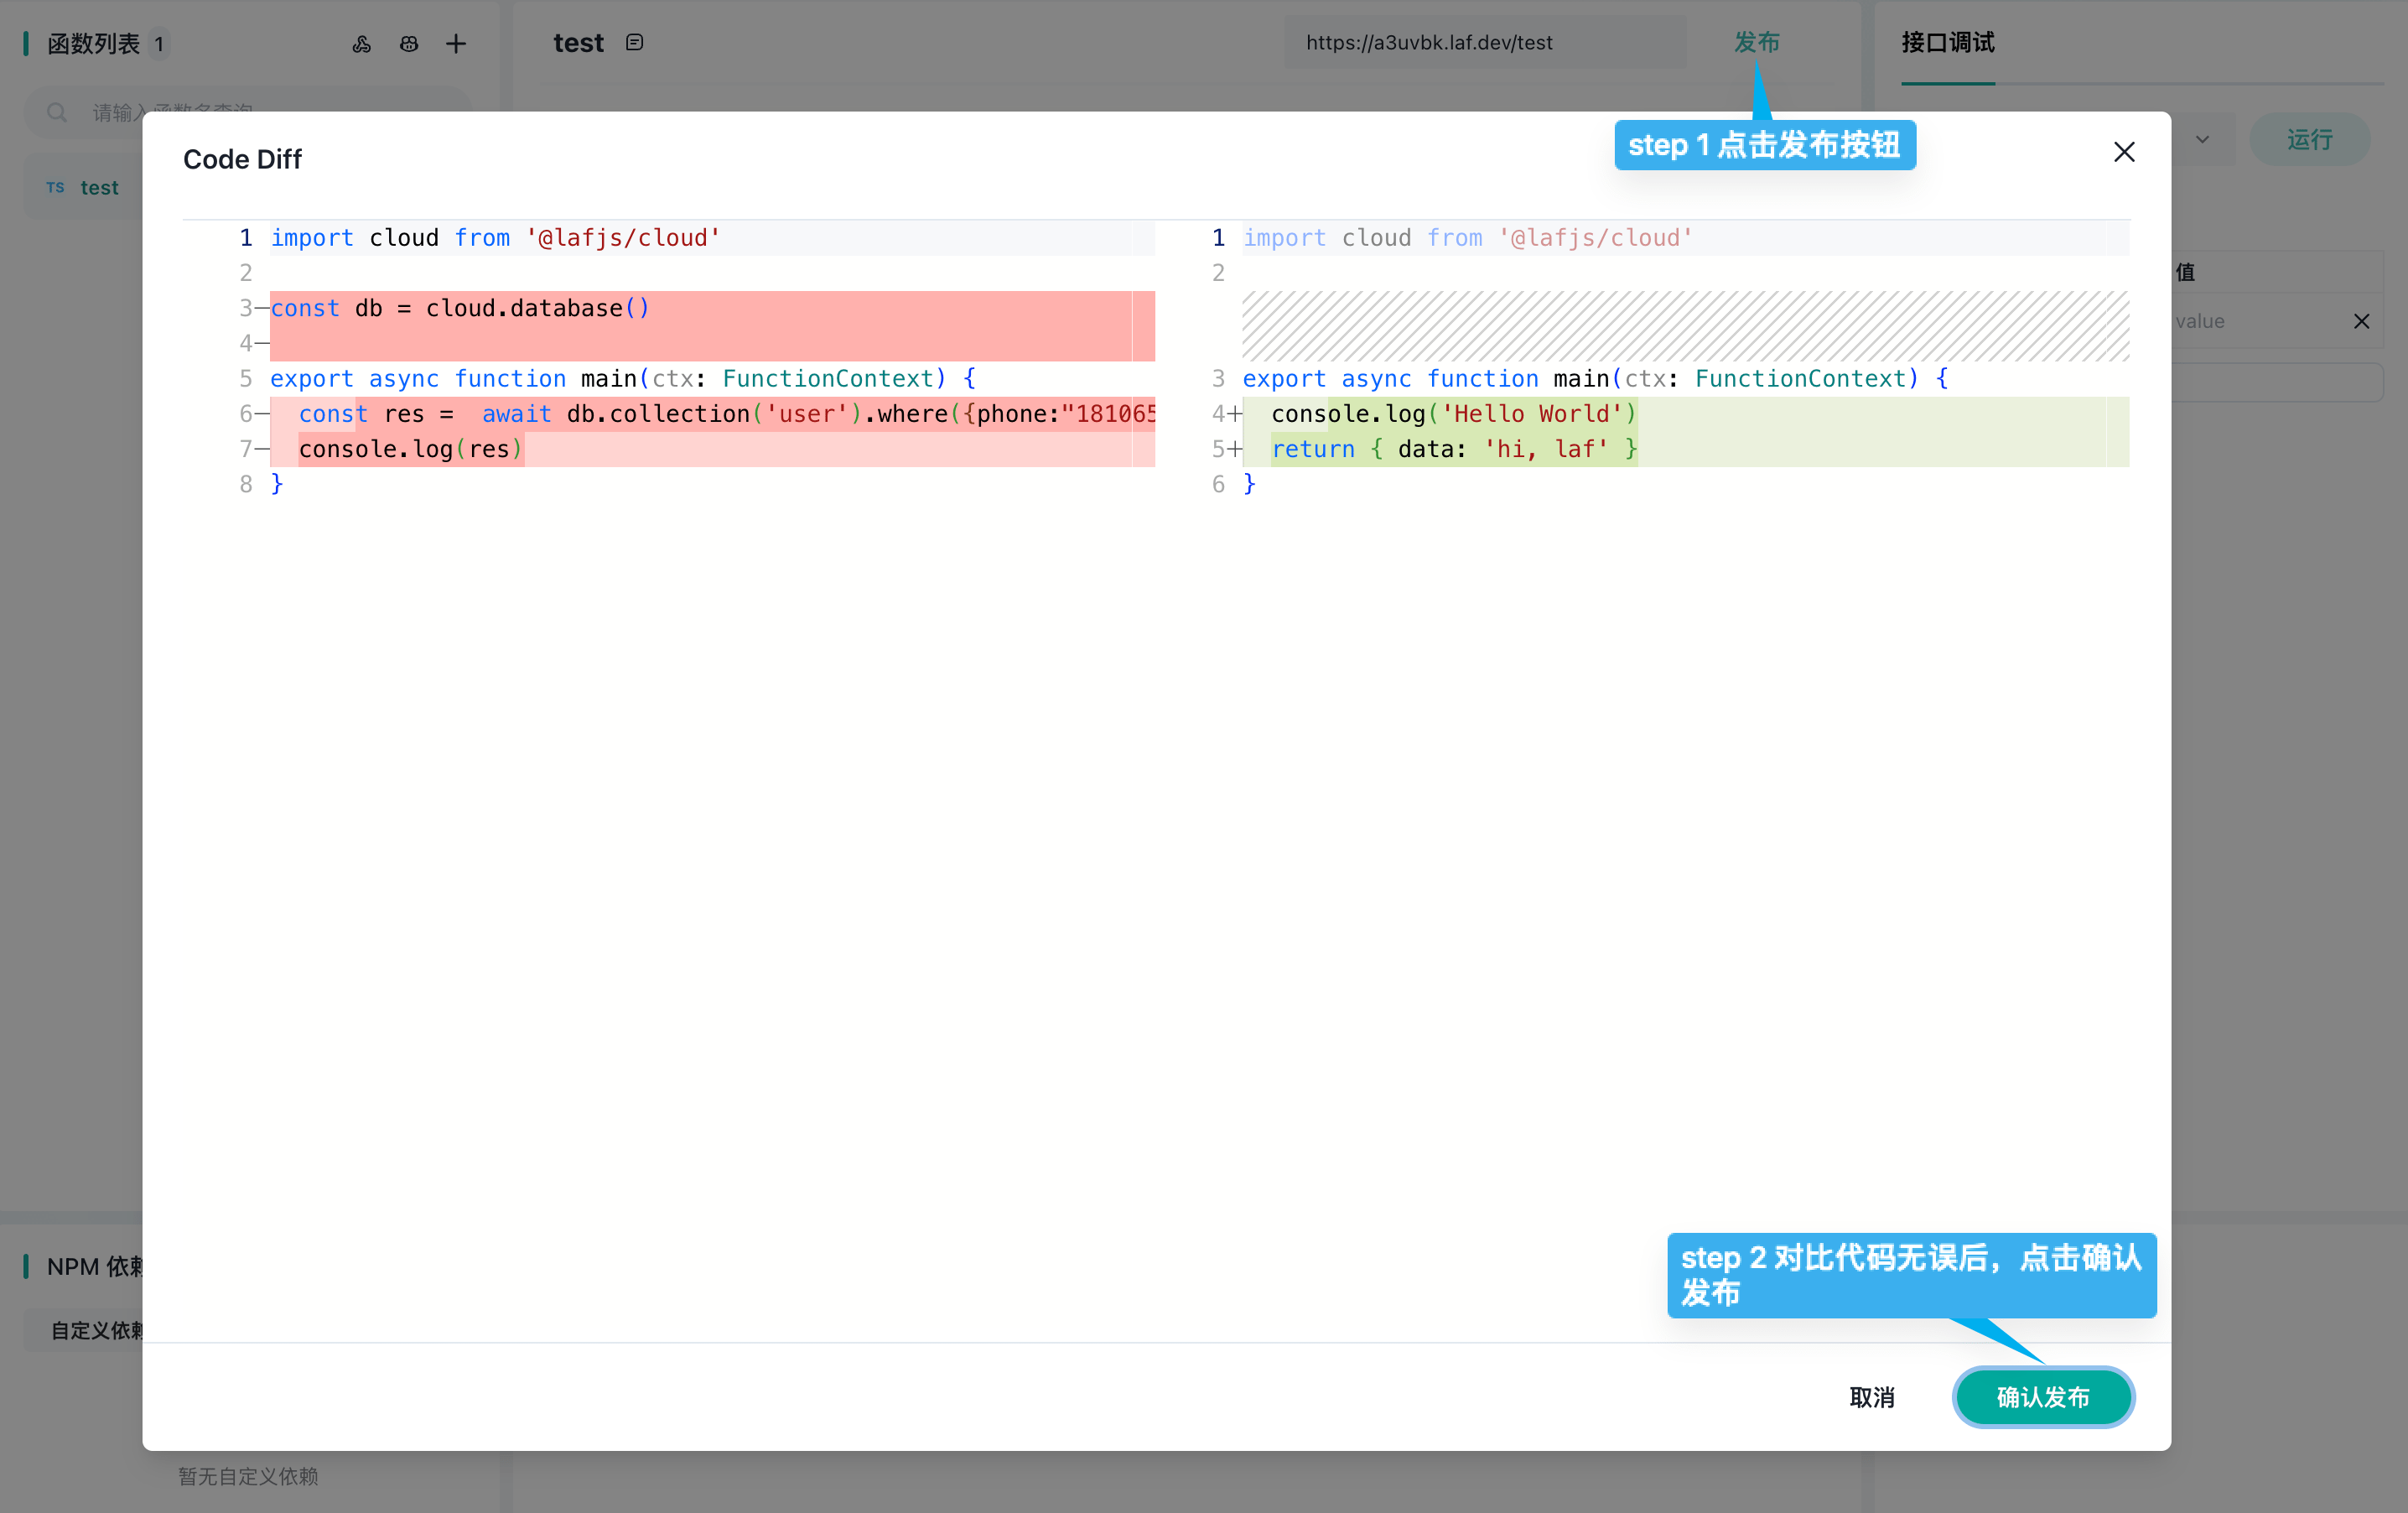 函数列表 1
test
https://a3uvbk.laf.dev/test
发布
接口调试
请输入函数名查询
step 1 点击发布按钮
运行
TS test
Code Diff
值
value
1 import cloud from '@lafjs/cloud'
2
3 const db = cloud.database()
4
5 export async function main(ctx: FunctionContext) {
6 const res =  await db.collection('user').where({phone:"181065
7 console.log(res)
8 }
1 import cloud from '@lafjs/cloud'
2
3 export async function main(ctx: FunctionContext) {
4+ console.log('Hello World')
5+ return { data: 'hi, laf' }
6 }
NPM 依赖
自定义依赖
step 2 对比代码无误后，点击确认
发布
取消
确认发布
暂无自定义依赖